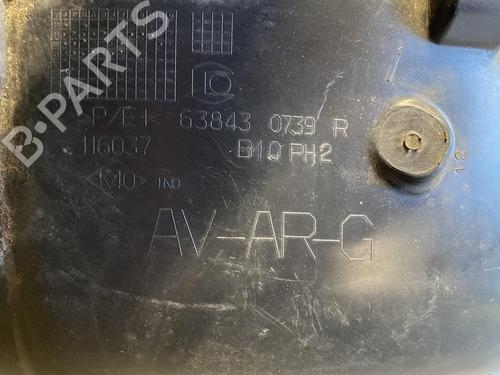 B-PARTS
P/E 63843 0739 R
116037 B10 PH2
<K40> IND
AV-AR-G